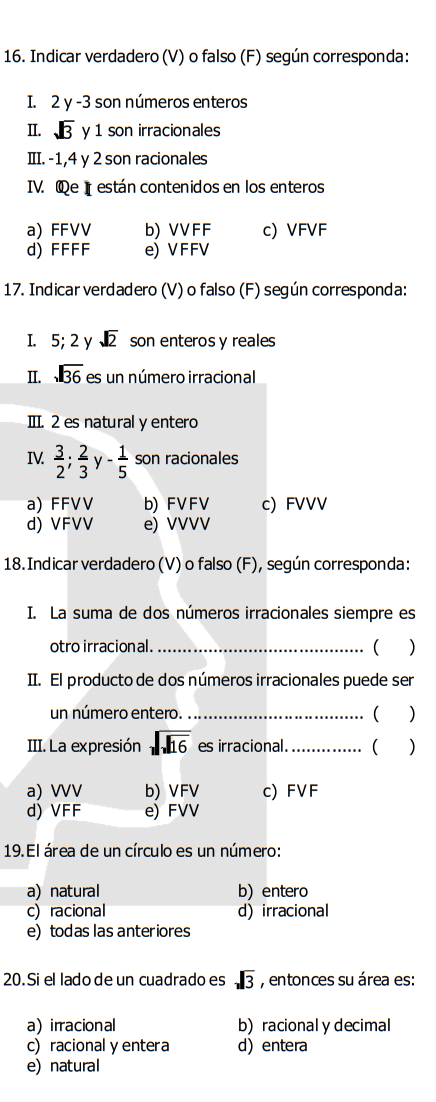 16. Indicar verdadero (V) o falso (F) según corresponda:
I. 2 y -3 son números enteros
II. √3 y 1 son irracionales
III. -1,4 y 2 son racionales
IV. ℚ e 𝕀 están contenidos en los enteros
a) FFVV b) VVFF c) VFVF
d) FFFF e) VFFV
17. Indicar verdadero (V) o falso (F) según corresponda:
I. 5; 2 y √2 son enteros y reales
II. √36 es un número irracional
III. 2 es natural y entero
IV. 3/2; 2/3 y - 1/5 son racionales
a) FFVV b) FVFV c) FVVV
d) VFVV e) VVVV
18. Indicar verdadero (V) o falso (F), según corresponda:
I. La suma de dos números irracionales siempre es
otro irracional. ......................................... ( )
II. El producto de dos números irracionales puede ser
un número entero. ................................... ( )
III. La expresión √√16 es irracional. .............. ( )
a) VVV b) VFV c) FVF
d) VFF e) FVV
19. El área de un círculo es un número:
a) natural b) entero
c) racional d) irracional
e) todas las anteriores
20. Si el lado de un cuadrado es √3 , entonces su área es:
a) irracional b) racional y decimal
c) racional y entera d) entera
e) natural